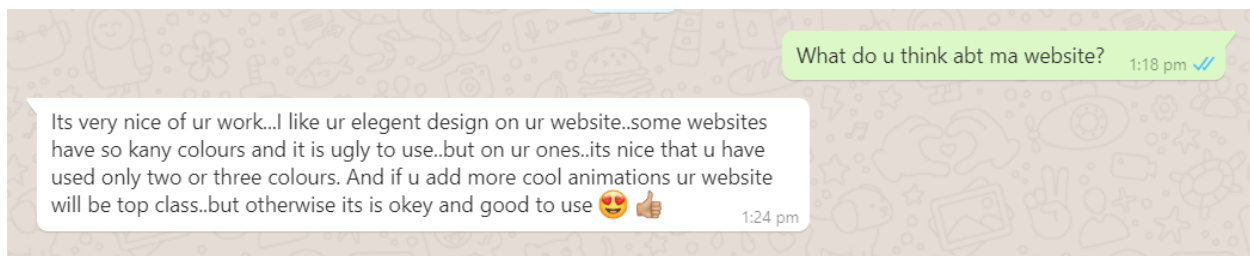 What do u think abt ma website?
1:18 pm
Its very nice of ur work...I like ur elegent design on ur website..some websites
have so kany colours and it is ugly to use..but on ur ones..its nice that u have
used only two or three colours. And if u add more cool animations ur website
will be top class..but otherwise its is okey and good to use 😍 👍🏼
1:24 pm